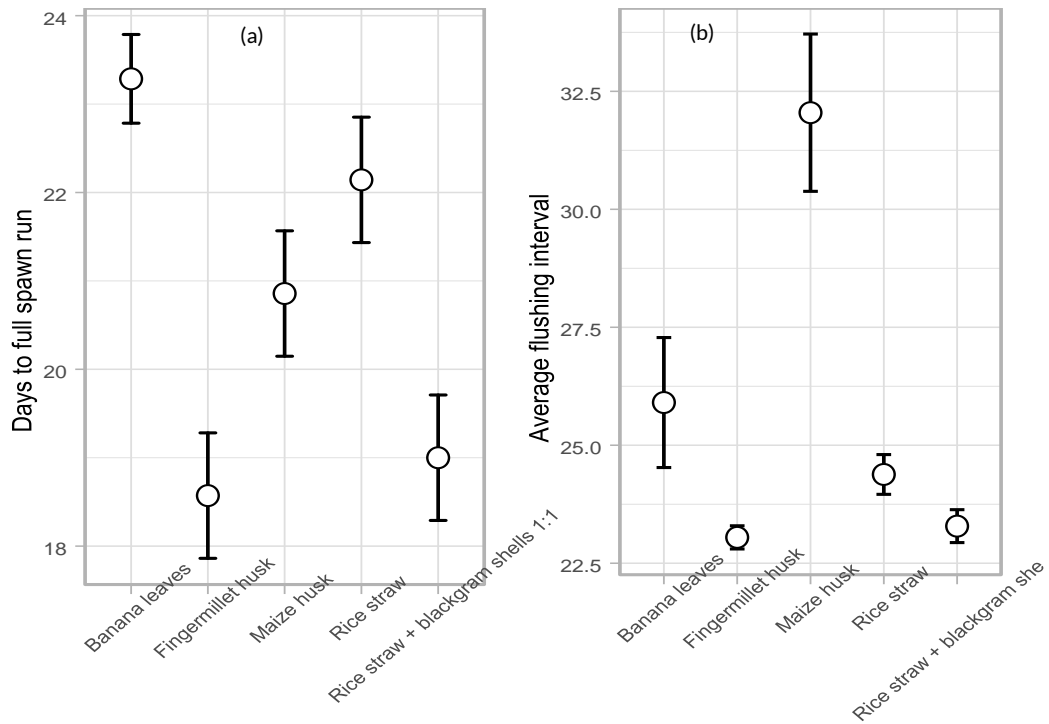 (a)
Days to full spawn run
24
22
20
18
Banana leaves
Fingermillet husk
Maize husk
Rice straw
Rice straw + blackgram shells 1:1
(b)
Average flushing interval
32.5
30.0
27.5
25.0
22.5
Banana leaves
Fingermillet husk
Maize husk
Rice straw
Rice straw + blackgram she